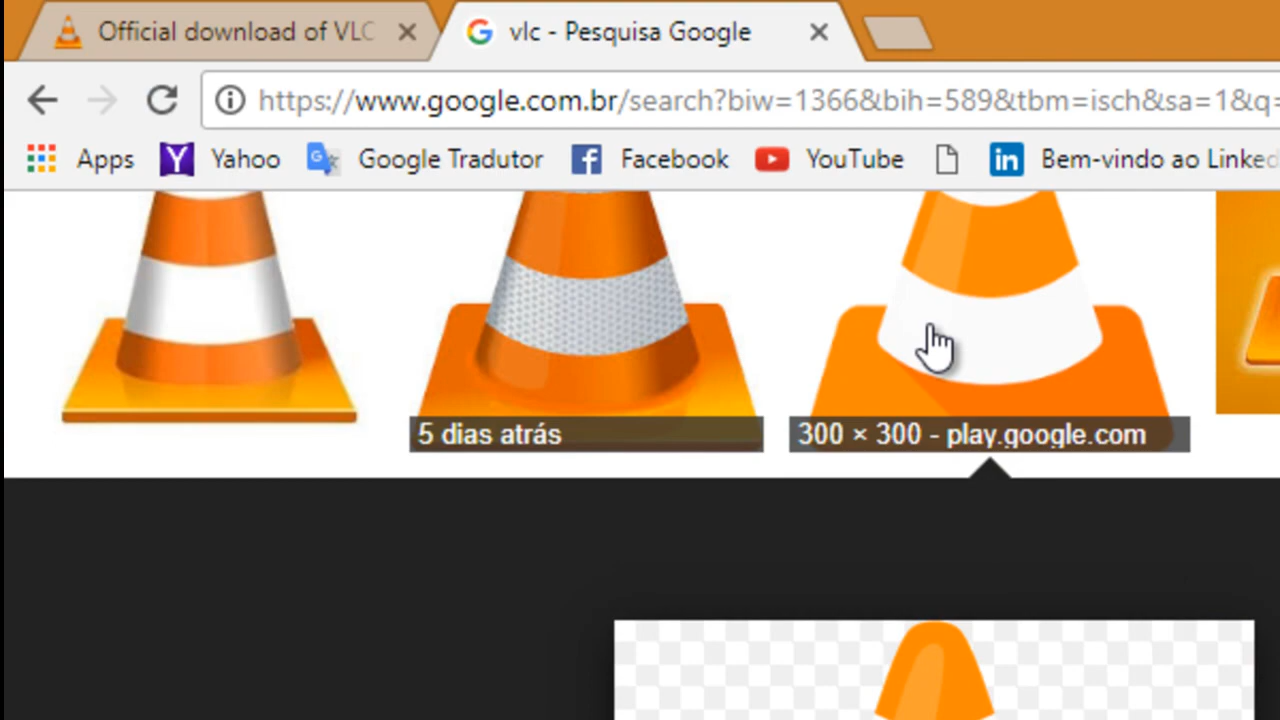 Official download of VLC
vlc - Pesquisa Google
https://www.google.com.br/search?biw=1366&bih=589&tbm=isch&sa=1&q=
Apps Yahoo Google Tradutor Facebook YouTube in Bem-vindo ao Linked
5 dias atrás
300 × 300 - play.google.com